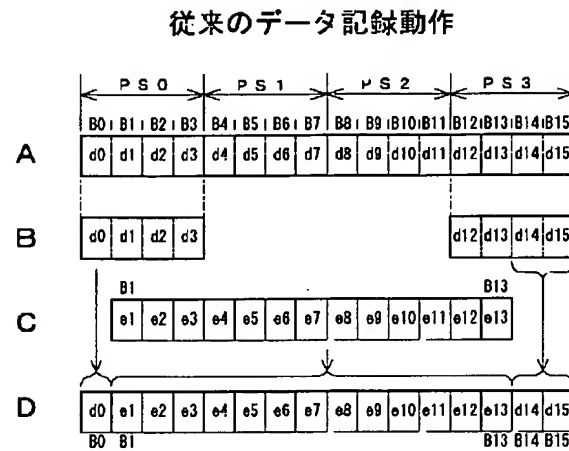 従来のデータ記録動作
PS0 PS1 PS2 PS3
B0 B1 B2 B3 B4 B5 B6 B7 B8 B9 B10 B11 B12 B13 B14 B15
A d0 d1 d2 d3 d4 d5 d6 d7 d8 d9 d10 d11 d12 d13 d14 d15
B d0 d1 d2 d3 d12 d13 d14 d15
B1 B13
C e1 e2 e3 e4 e5 e6 e7 e8 e9 e10 e11 e12 e13
D d0 e1 e2 e3 e4 e5 e6 e7 e8 e9 e10 e11 e12 e13 d14 d15
B0 B1 B13 B14 B15